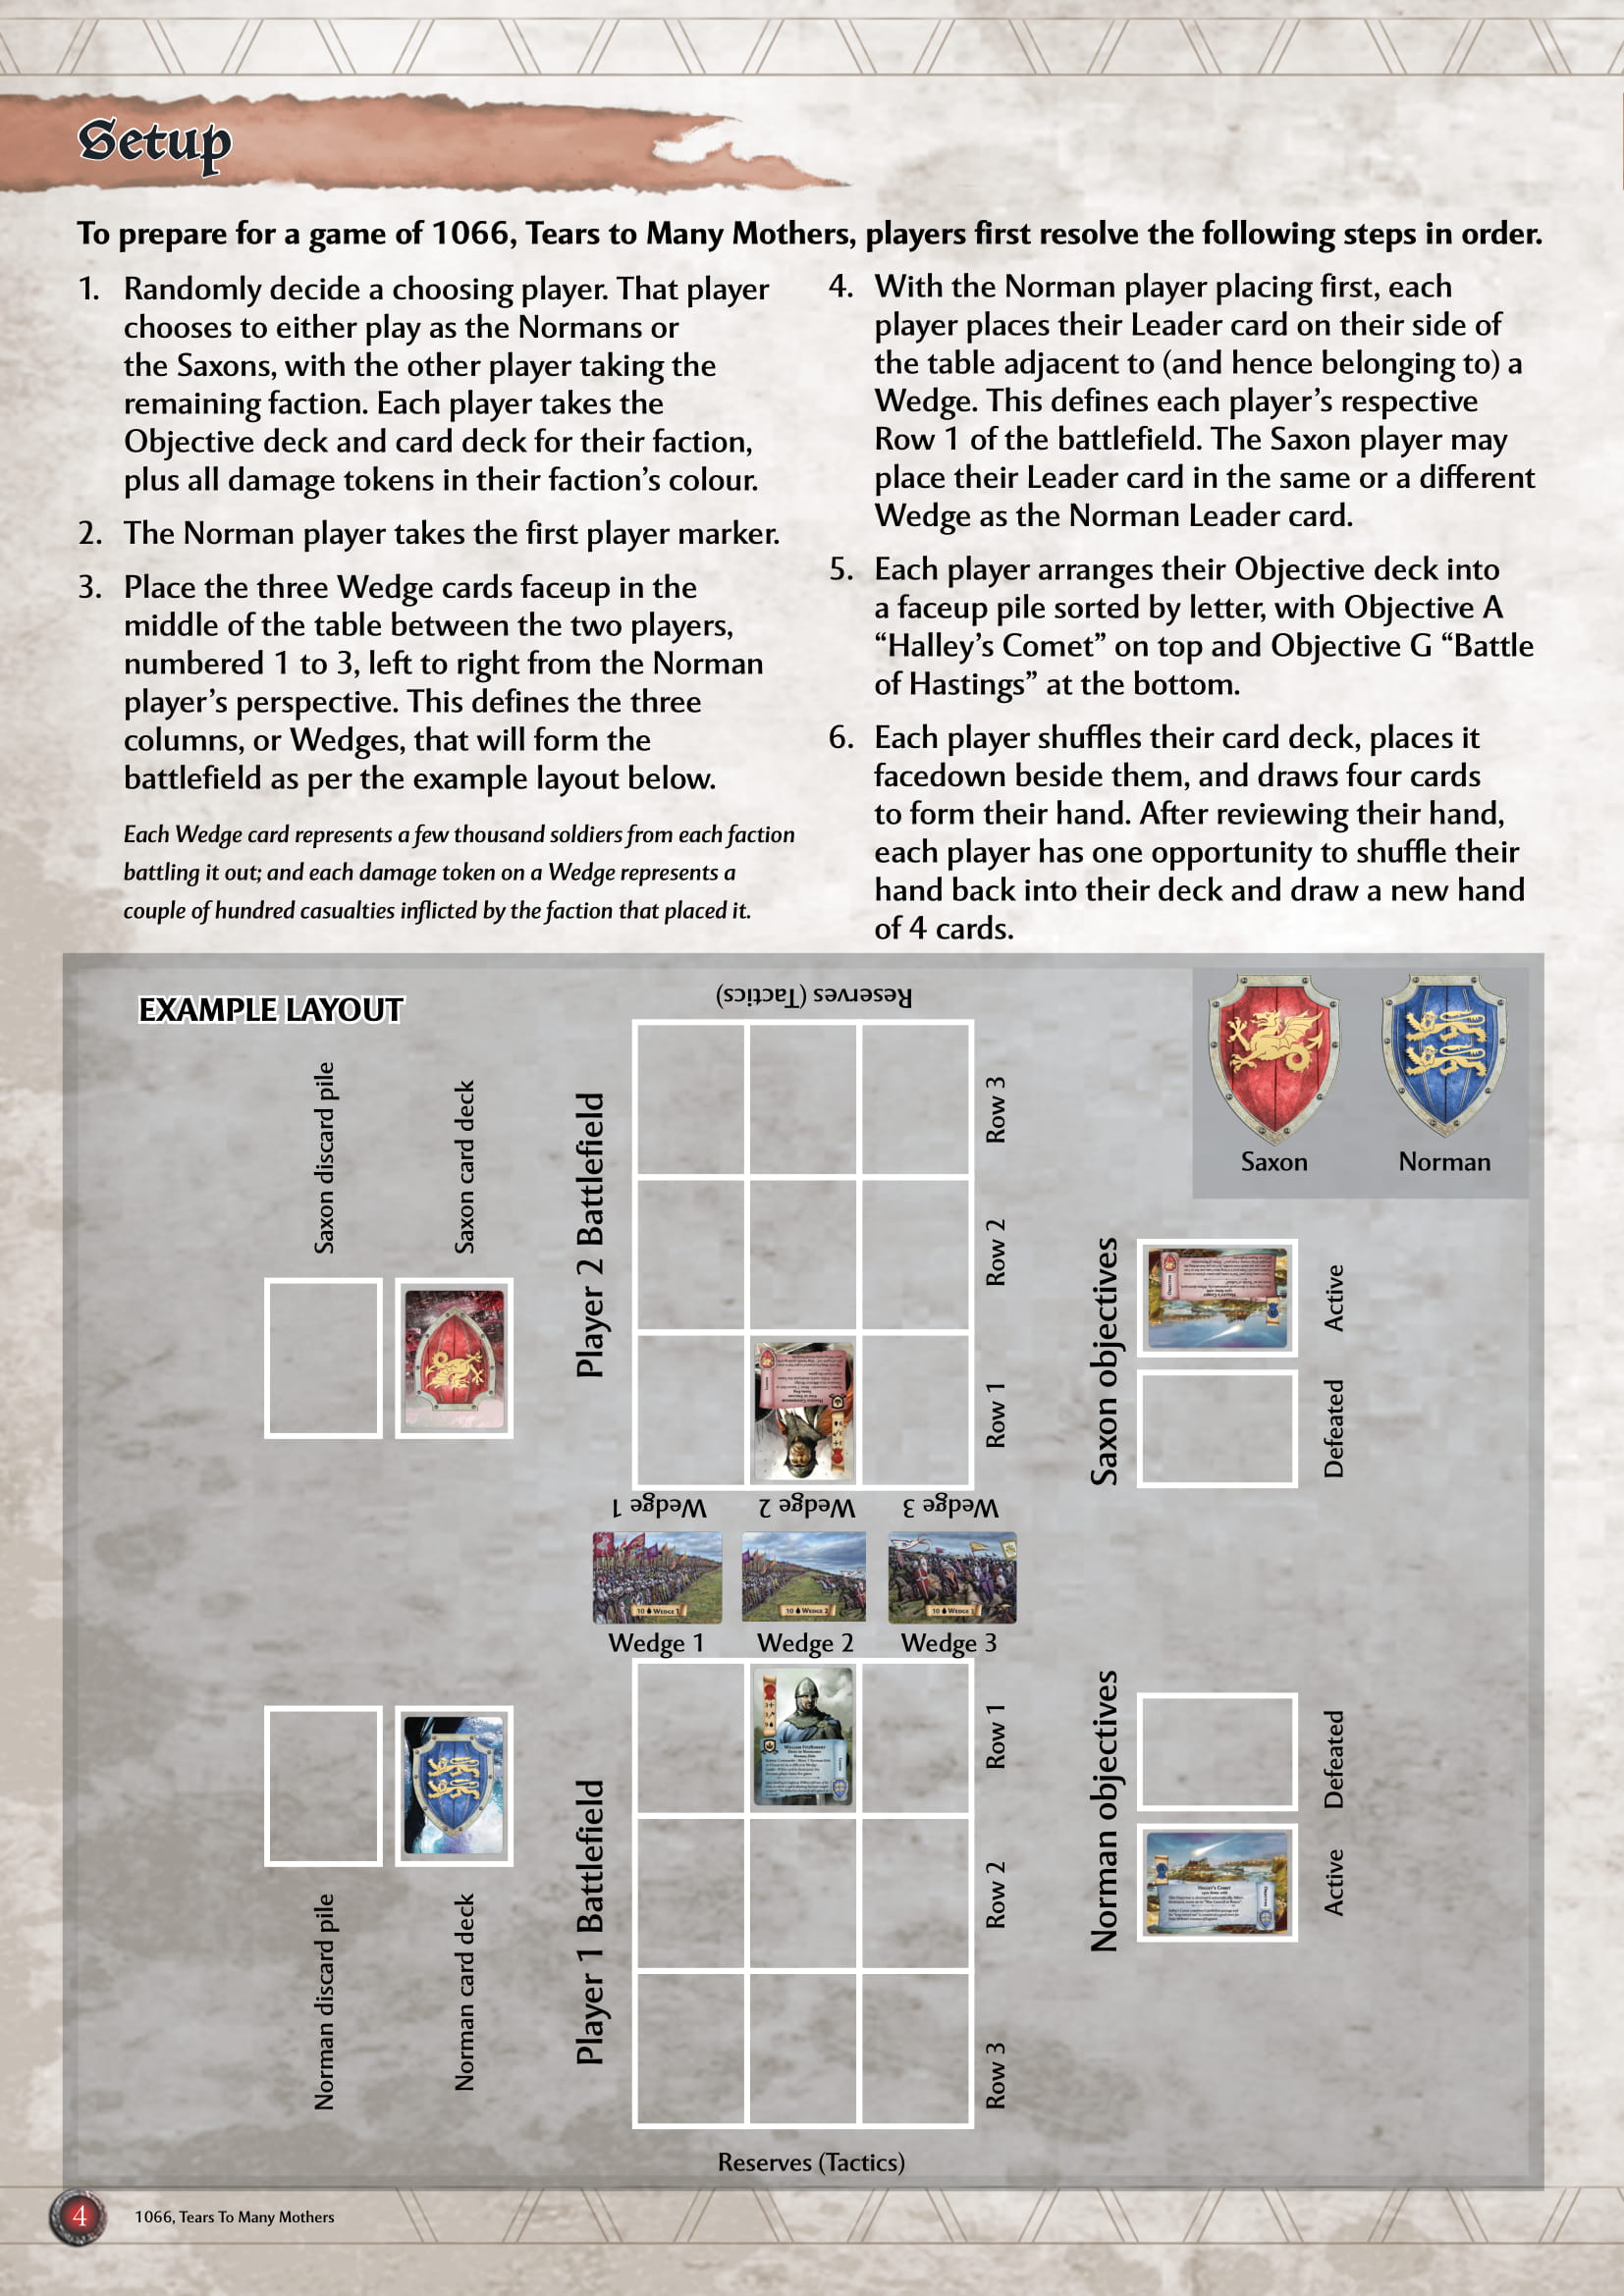 Setup
To prepare for a game of 1066, Tears to Many Mothers, players first resolve the following steps in order.
1. Randomly decide a choosing player. That player
chooses to either play as the Normans or
the Saxons, with the other player taking the
remaining faction. Each player takes the
Objective deck and card deck for their faction,
plus all damage tokens in their faction's colour.
2. The Norman player takes the first player marker.
3. Place the three Wedge cards faceup in the
middle of the table between the two players,
numbered 1 to 3, left to right from the Norman
player's perspective. This defines the three
columns, or Wedges, that will form the
battlefield as per the example layout below.
Each Wedge card represents a few thousand soldiers from each faction
battling it out; and each damage token on a Wedge represents a
couple of hundred casualties inflicted by the faction that placed it.
4. With the Norman player placing first, each
player places their Leader card on their side of
the table adjacent to (and hence belonging to) a
Wedge. This defines each player's respective
Row 1 of the battlefield. The Saxon player may
place their Leader card in the same or a different
Wedge as the Norman Leader card.
5. Each player arranges their Objective deck into
a faceup pile sorted by letter, with Objective A
“Halley's Comet” on top and Objective G “Battle
of Hastings” at the bottom.
6. Each player shuffles their card deck, places it
facedown beside them, and draws four cards
to form their hand. After reviewing their hand,
each player has one opportunity to shuffle their
hand back into their deck and draw a new hand
of 4 cards.
EXAMPLE LAYOUT
Reserves (Tactics)
Saxon discard pile
Saxon card deck
Player 2 Battlefield
Row 3
Row 2
Row 1
Saxon
Norman
Saxon objectives
Active
Defeated
Wedge 1
Wedge 2
Wedge 3
10 Wedge 1
10 Wedge 2
10 Wedge
Wedge 1
Wedge 2
Wedge 3
Norman discard pile
Norman card deck
Player 1 Battlefield
Row 1
Row 2
Row 3
Norman objectives
Defeated
Active
Halley's Comet
Reserves (Tactics)
4
1066, Tears To Many Mothers